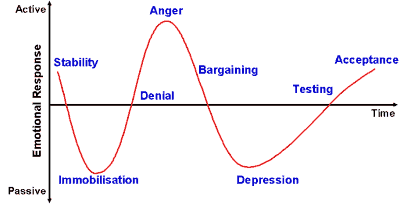 Active
Anger
Stability
Acceptance
Bargaining
Testing
Denial
Time
Emotional Response
Immobilisation
Depression
Passive